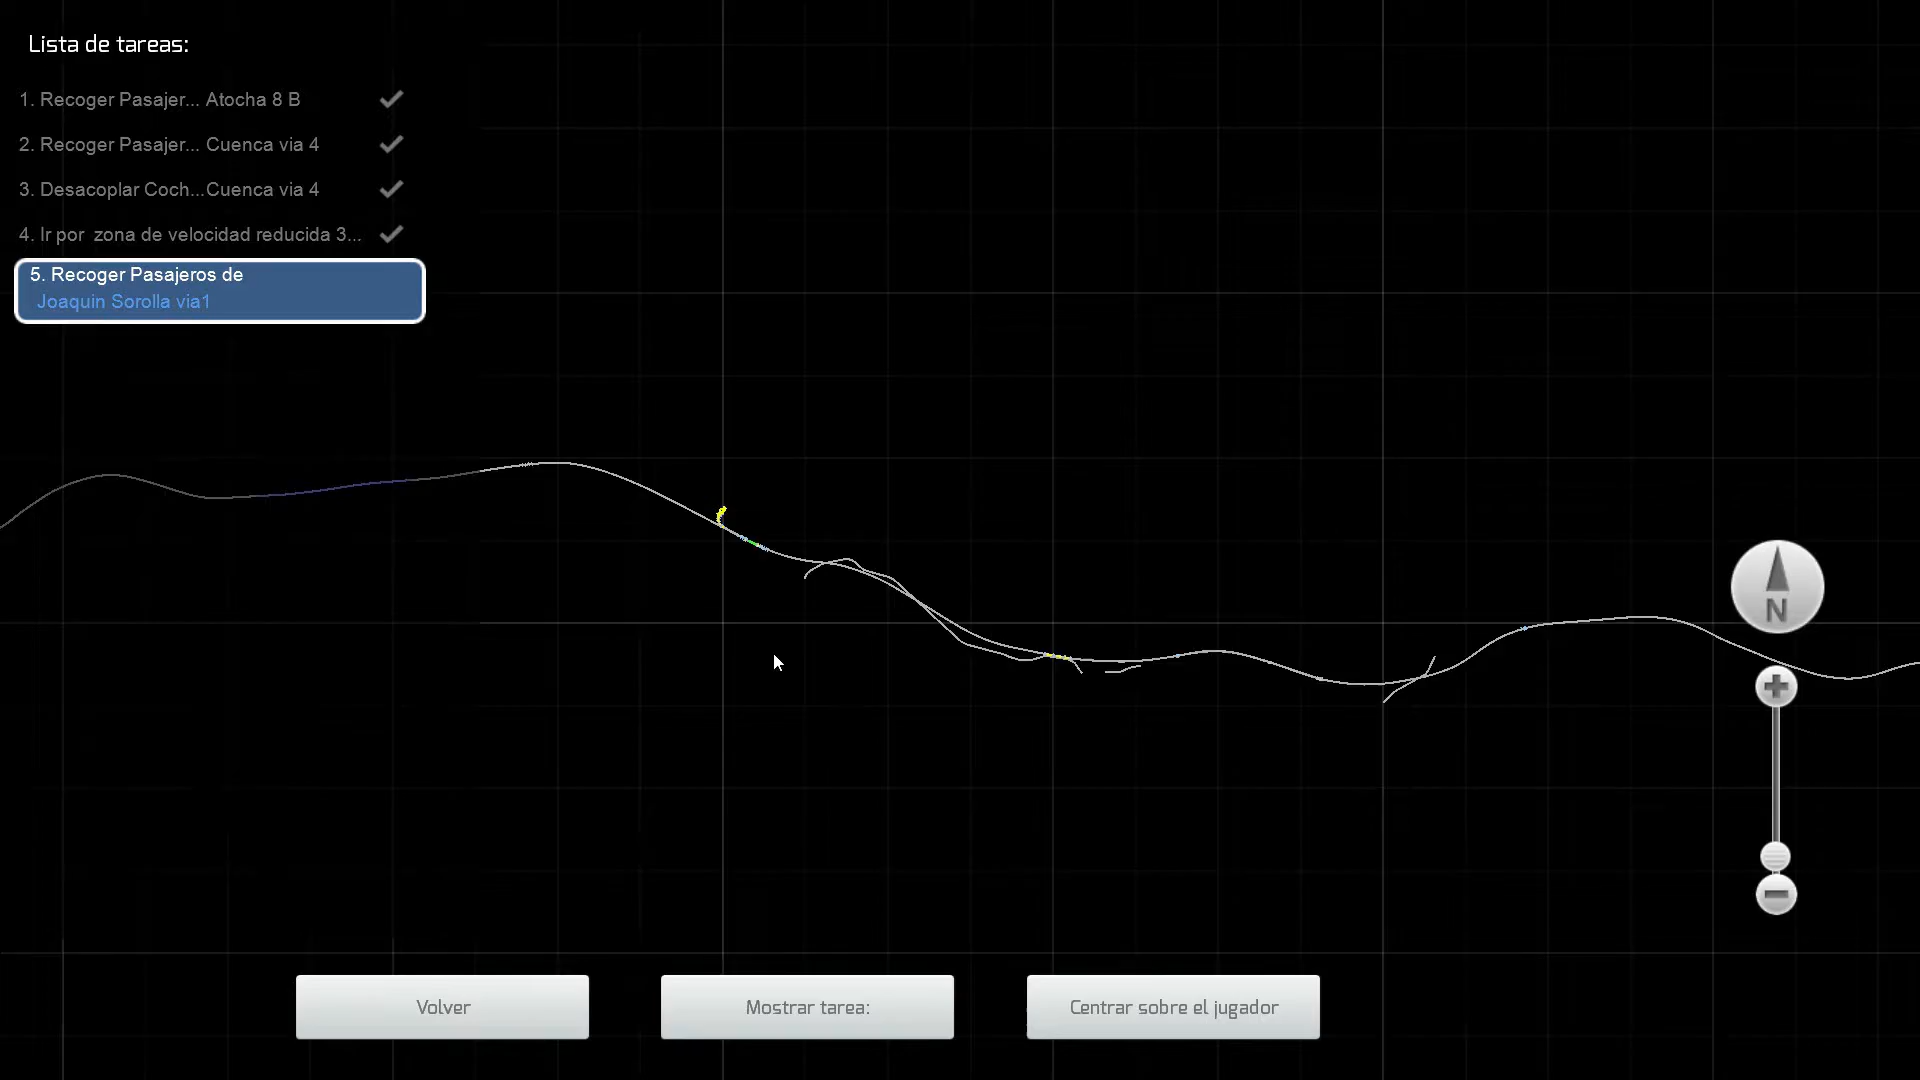 Lista de tareas:
1. Recoger Pasajer... Atocha 8 B
2. Recoger Pasajer... Cuenca via 4
3. Desacoplar Coch...Cuenca via 4
4. Ir por  zona de velocidad reducida 3...
5. Recoger Pasajeros de
Joaquin Sorolla via1
N
Volver
Mostrar tarea:
Centrar sobre el jugador